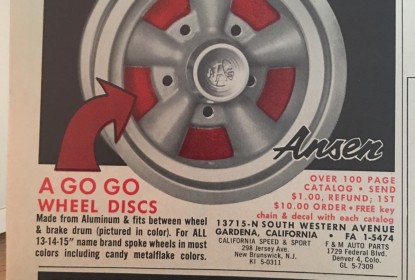 Ansen
A GO GO
WHEEL DISCS
Made from Aluminum & fits between wheel
& brake drum (pictured in color). For ALL
13-14-15" name brand spoke wheels in most
colors including candy metalflake colors.
OVER 100 PAGE
CATALOG • SEND
$1.00, REFUND; 1ST
$10.00 ORDER • FREE key
chain & decal with each catalog
13715-N SOUTH WESTERN AVENUE
GARDENA, CALIFORNIA • FA 1-5474
CALIFORNIA SPEED & SPORT
298 Jersey Ave.
New Brunswick, N.J.
KI 5-0311
F & M AUTO PARTS
1729 Federal Blvd.
Denver 4, Colo.
GL 5-7309